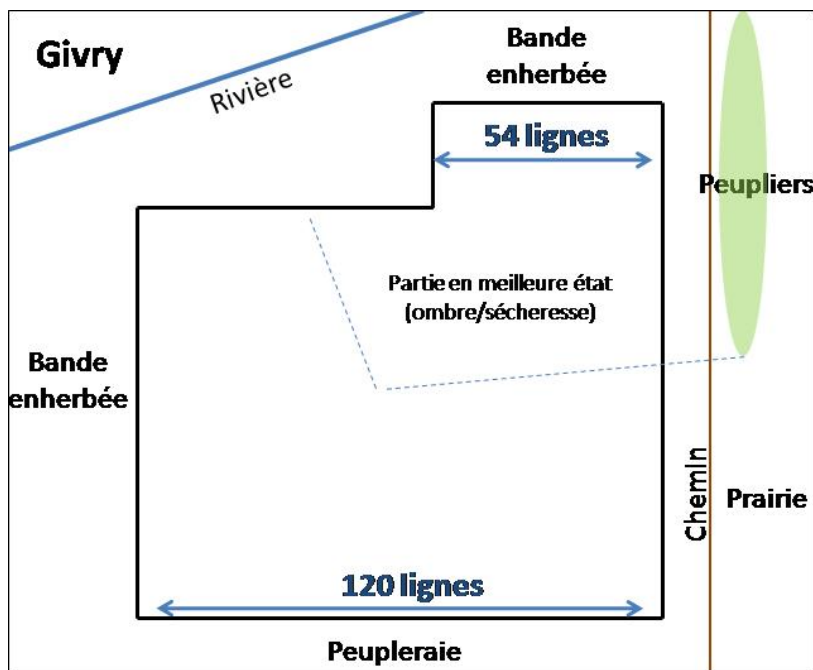 Givry
Rivière
Bande
enherbée
54 lignes
Peupliers
Partie en meilleure état
(ombre/sécheresse)
Bande
enherbée
Chemin
Prairie
120 lignes
Peupleraie